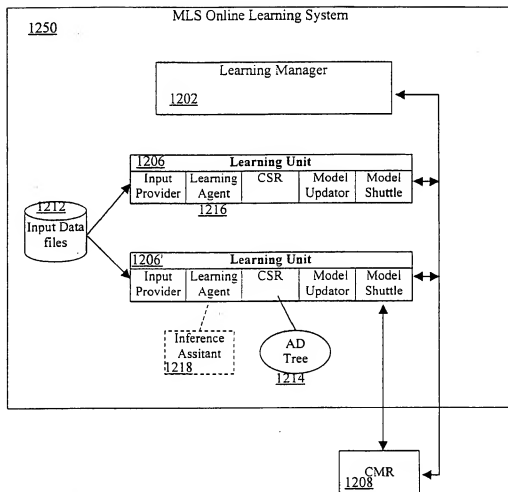 MLS Online Learning System
1250
Learning Manager
1202
1206 Learning Unit
Input Provider
Learning Agent
CSR
Model Updator
Model Shuttle
1216
1212
Input Data files
1206' Learning Unit
Input Provider
Learning Agent
CSR
Model Updator
Model Shuttle
Inference Assitant
1218
AD Tree
1214
CMR
1208